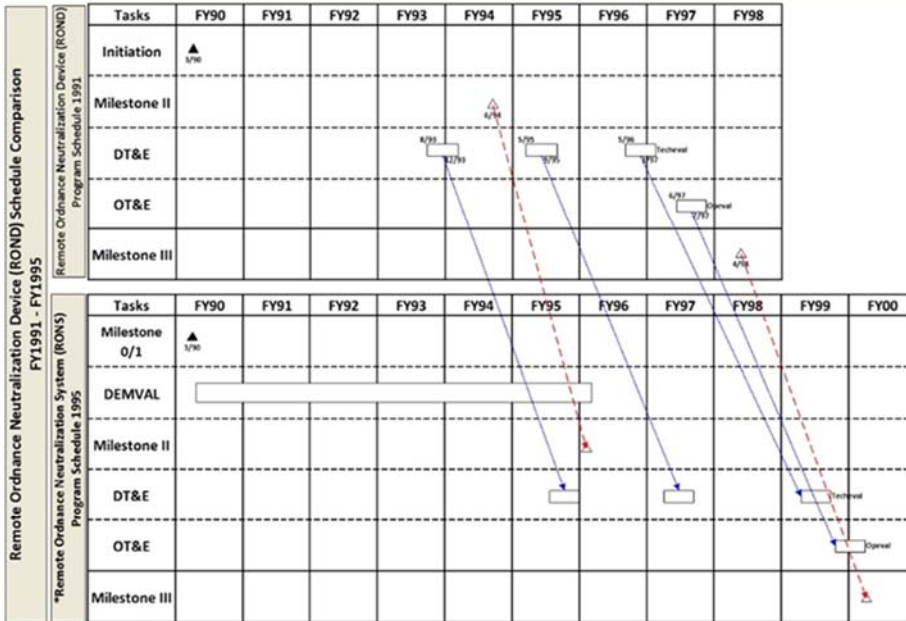 Remote Ordnance Neutralization Device (ROND) Schedule Comparison
FY1991 - FY1995
Remote Ordnance Neutralization Device (ROND)
Program Schedule 1991
Tasks FY90 FY91 FY92 FY93 FY94 FY95 FY96 FY97 FY98
Initiation
3/90
Milestone II
6/94
DT&E
8/93
12/93
5/95
9/95
5/96
Techeval
OT&E
6/97
Opeval
7/97
Milestone III
4/98
*Remote Ordnance Neutralization System (RONS)
Program Schedule 1995
Tasks FY90 FY91 FY92 FY93 FY94 FY95 FY96 FY97 FY98 FY99 FY00
Milestone
0/1
3/90
DEMVAL
Milestone II
DT&E
Techeval
OT&E
Opeval
Milestone III